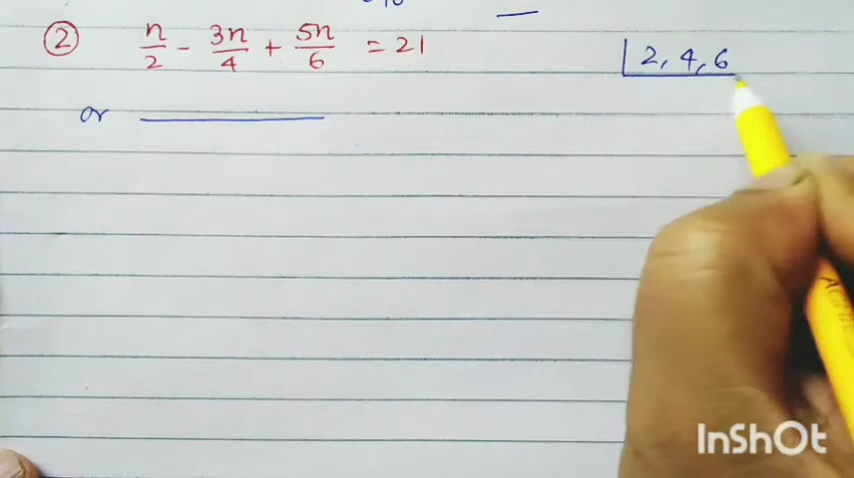 ② n/2 - 3n/4 + 5n/6 = 21
2, 4, 6
or
InShOt